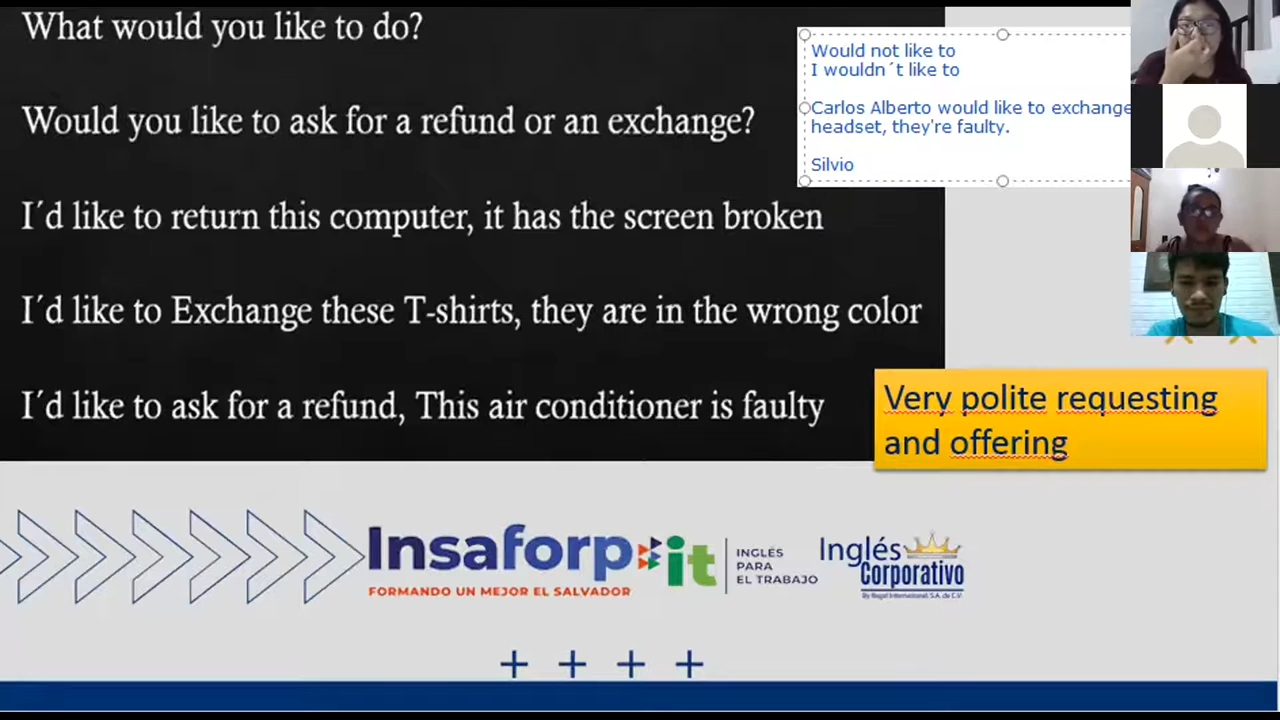 What would you like to do?
Would you like to ask for a refund or an exchange?
I´d like to return this computer, it has the screen broken
I´d like to Exchange these T-shirts, they are in the wrong color
I´d like to ask for a refund, This air conditioner is faulty
Would not like to
I wouldn´t like to
Carlos Alberto would like to exchange
headset, they're faulty.
Silvio
Very polite requesting
and offering
Insaforp
FORMANDO UN MEJOR EL SALVADOR
it
INGLÉS
PARA
EL TRABAJO
Inglés
Corporativo
By Regal International, S.A. de C.V.